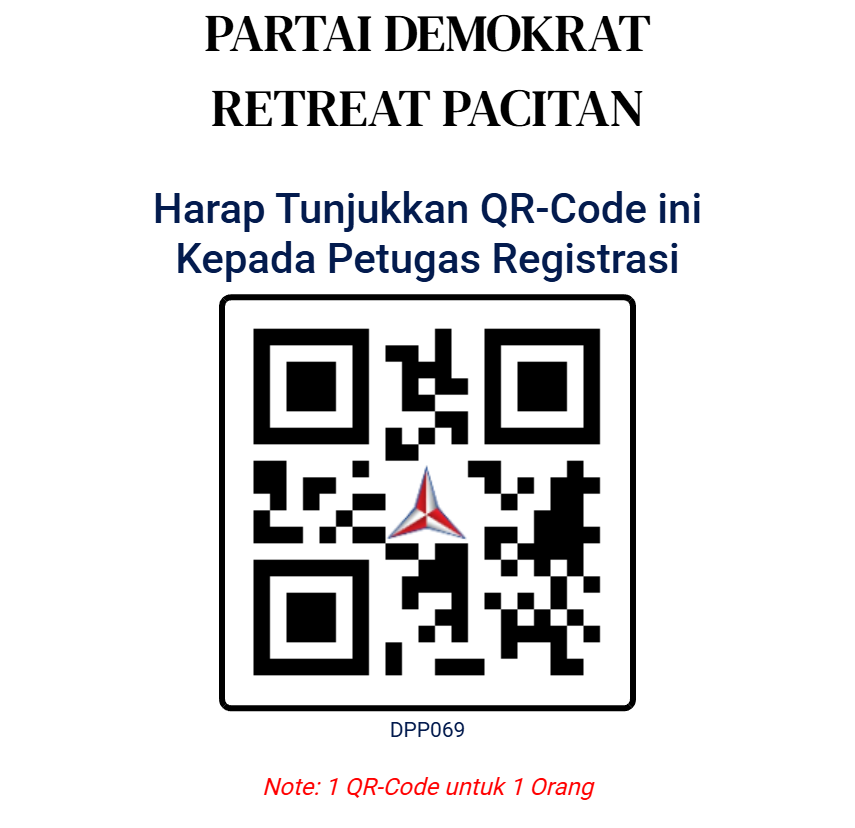 PARTAI DEMOKRAT
RETREAT PACITAN
Harap Tunjukkan QR-Code ini
Kepada Petugas Registrasi
DPP069
Note: 1 QR-Code untuk 1 Orang